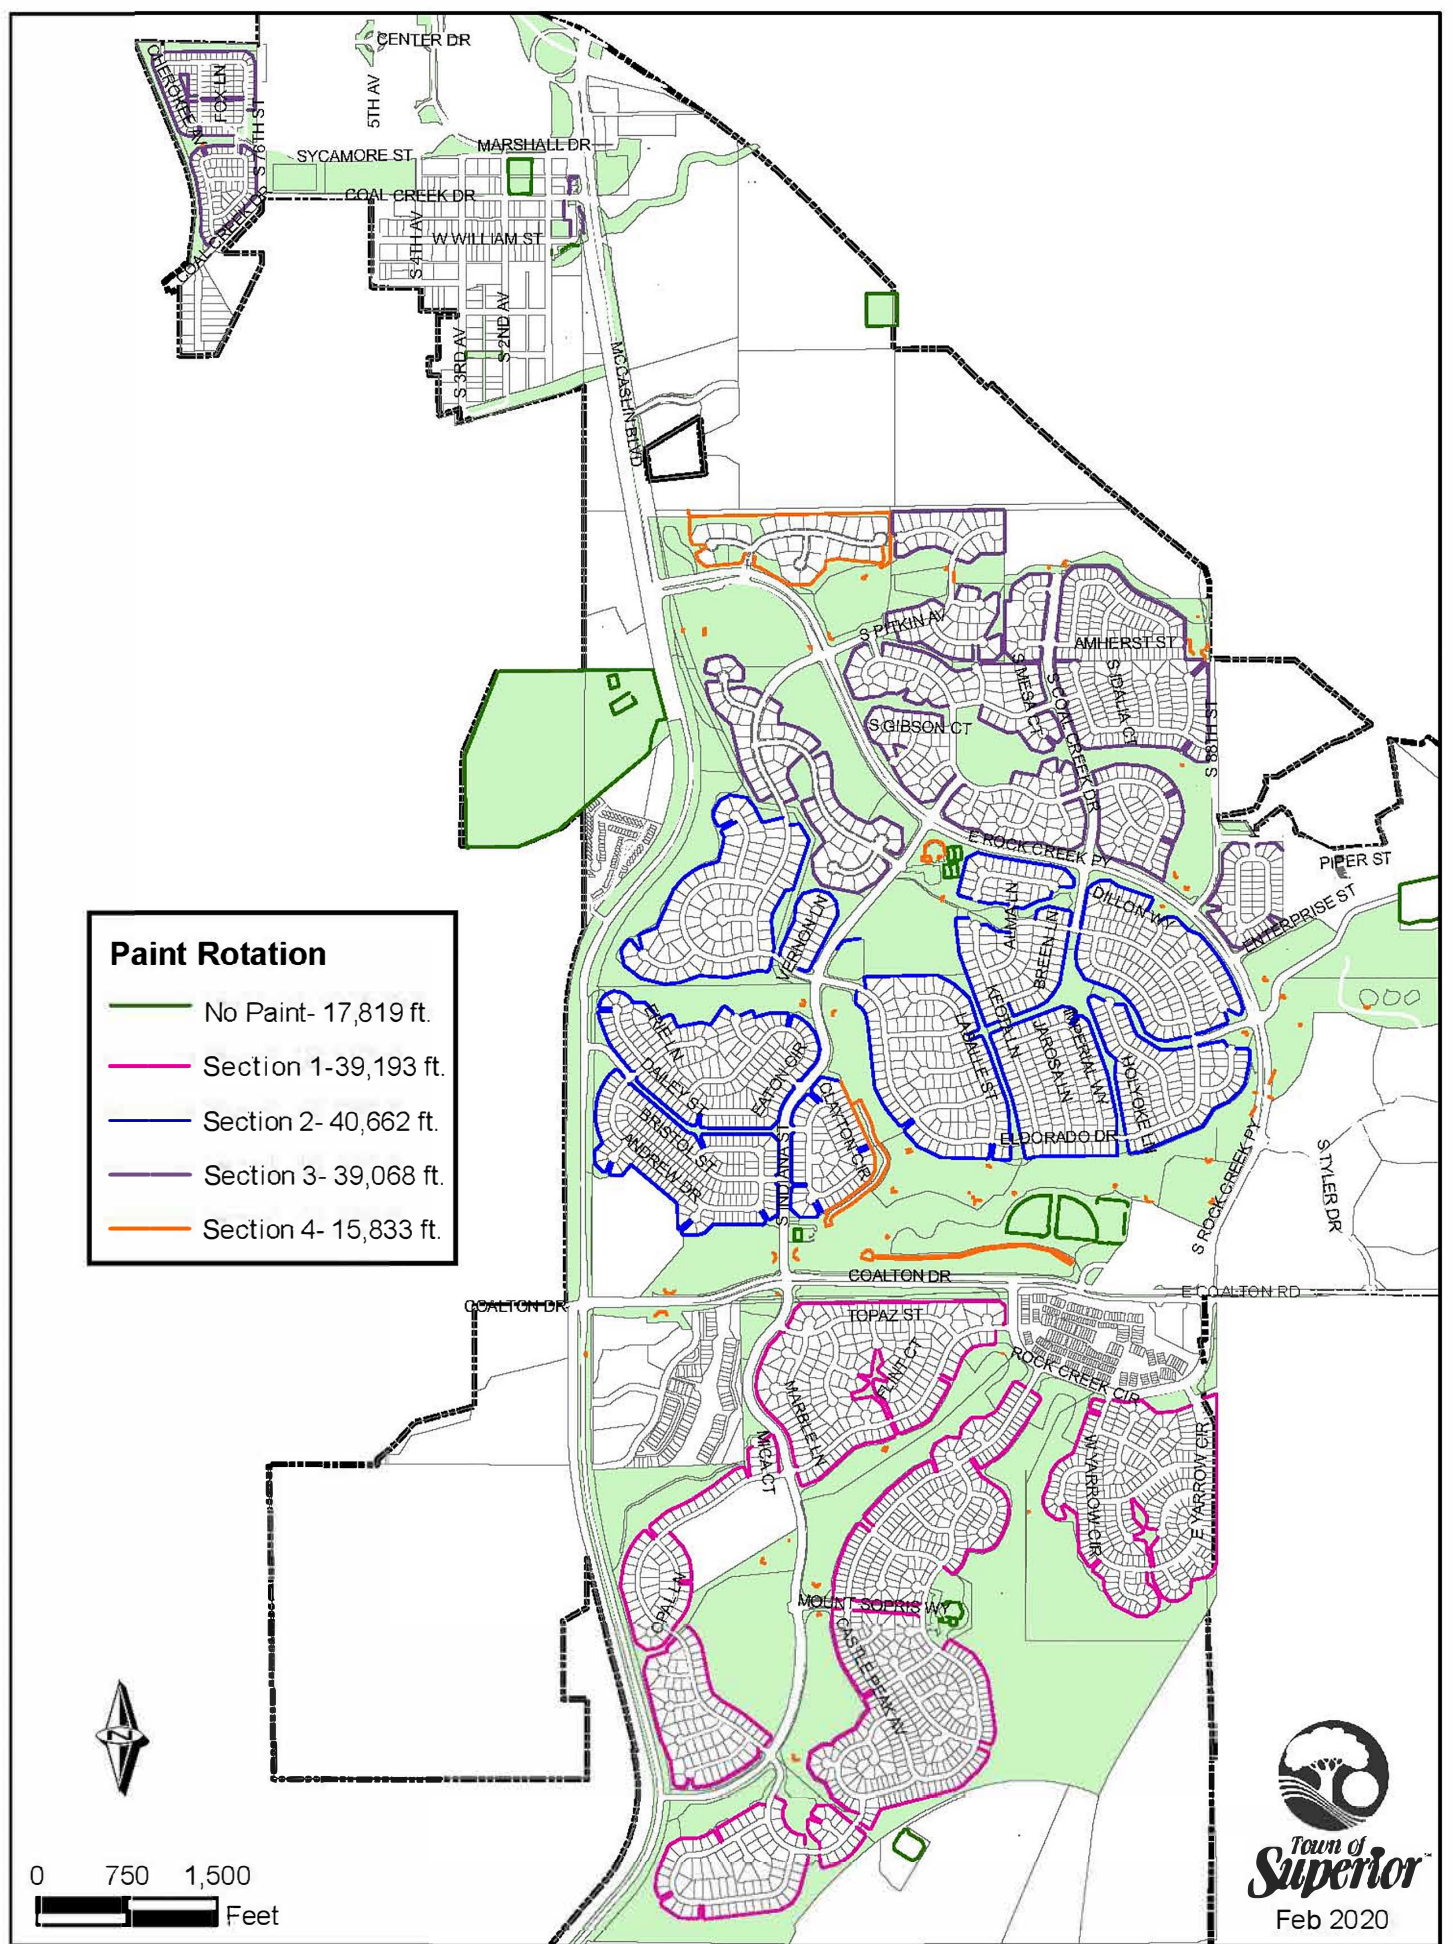 CENTER DR
CHEROKEE AV
FOX LN
5TH AV
S 76TH ST
SYCAMORE ST
MARSHALL DR
COAL CREEK DR
COAL CREEK DR
S 4TH AV
W WILLIAM ST
S 3RD AV
S 2ND AV
MCCASLIN BLVD
S PITKIN AV
AMHERST ST
S MESA CT
S IDALIA CT
S COAL CREEK DR
S GIBSON CT
S 88TH ST
E ROCK CREEK PY
PIPER ST
ENTERPRISE ST
DILLON WY
ALMA LN
BREEN LN
VERNON LN
Paint Rotation
No Paint- 17,819 ft.
Section 1-39,193 ft.
Section 2- 40,662 ft.
Section 3- 39,068 ft.
Section 4- 15,833 ft.
ERIE LN
DAILEY ST
EATON CIR
KEOTA LN
LASALLE ST
JAROSA LN
IMPERIAL WY
HOLYOKE LN
CLAYTON CIR
BRISTOL ST
ANDREW DR
S INDIANA ST
ELDORADO DR
S ROCK CREEK PY
S TYLER DR
COALTON DR
E COALTON RD
COALTON DR
TOPAZ ST
FLINT CT
ROCK CREEK CIR
MARBLE LN
MICA CT
W YARROW CIR
E YARROW CIR
OPAL LN
MOUNT SOPRIS WY
CASTLE PEAK AV
N
0 750 1,500
Feet
Town of
Superior
Feb 2020